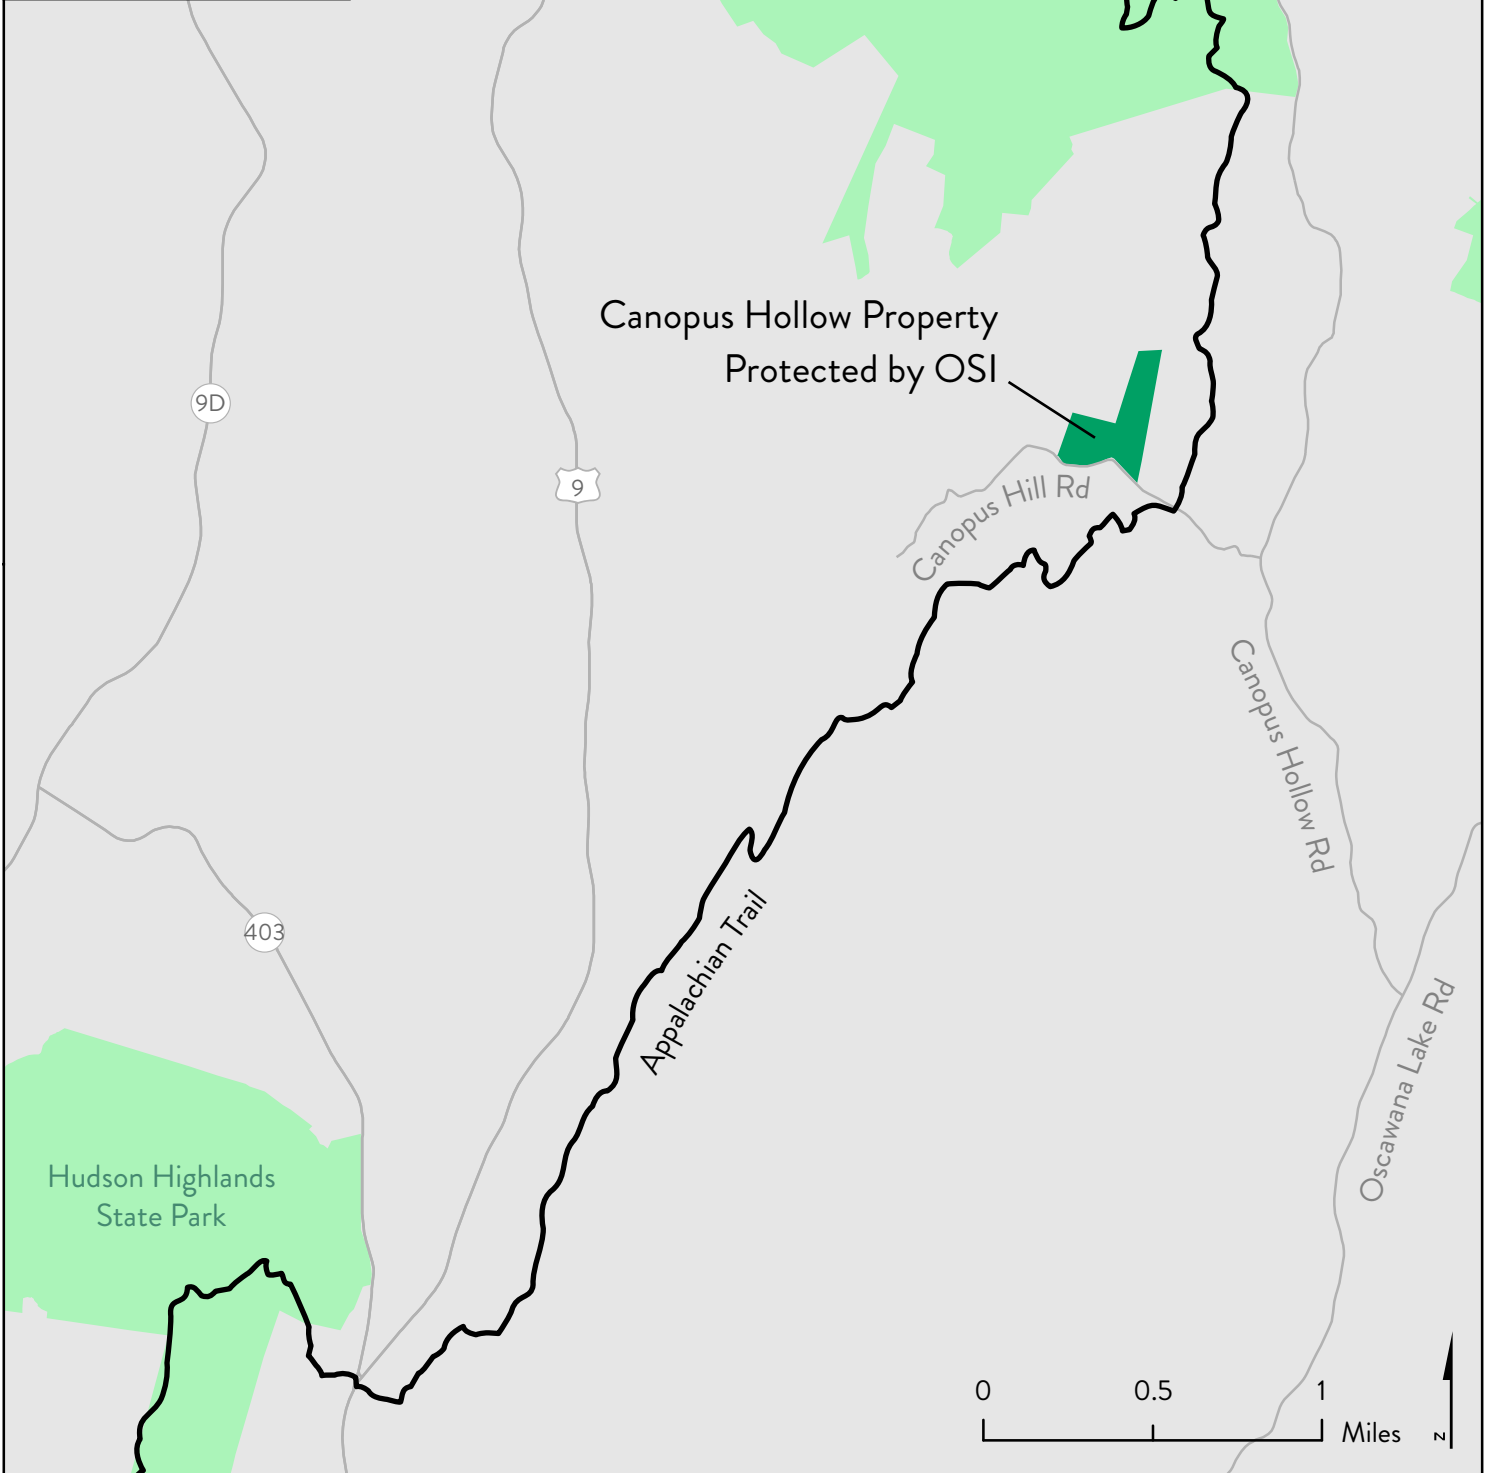 Canopus Hollow Property
Protected by OSI
9D
9
Canopus Hill Rd
Canopus Hollow Rd
Appalachian Trail
403
Oscawana Lake Rd
Hudson Highlands
State Park
0 0.5 1
Miles
N